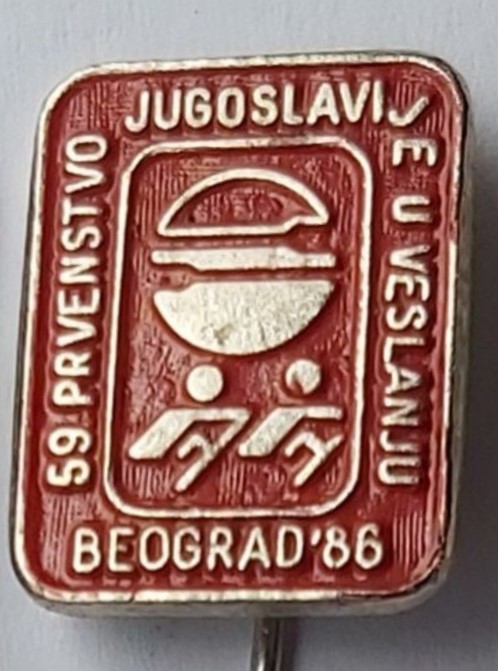 59 PRVENSTVO
JUGOSLAVIJE U VESLANJU
BEOGRAD '86